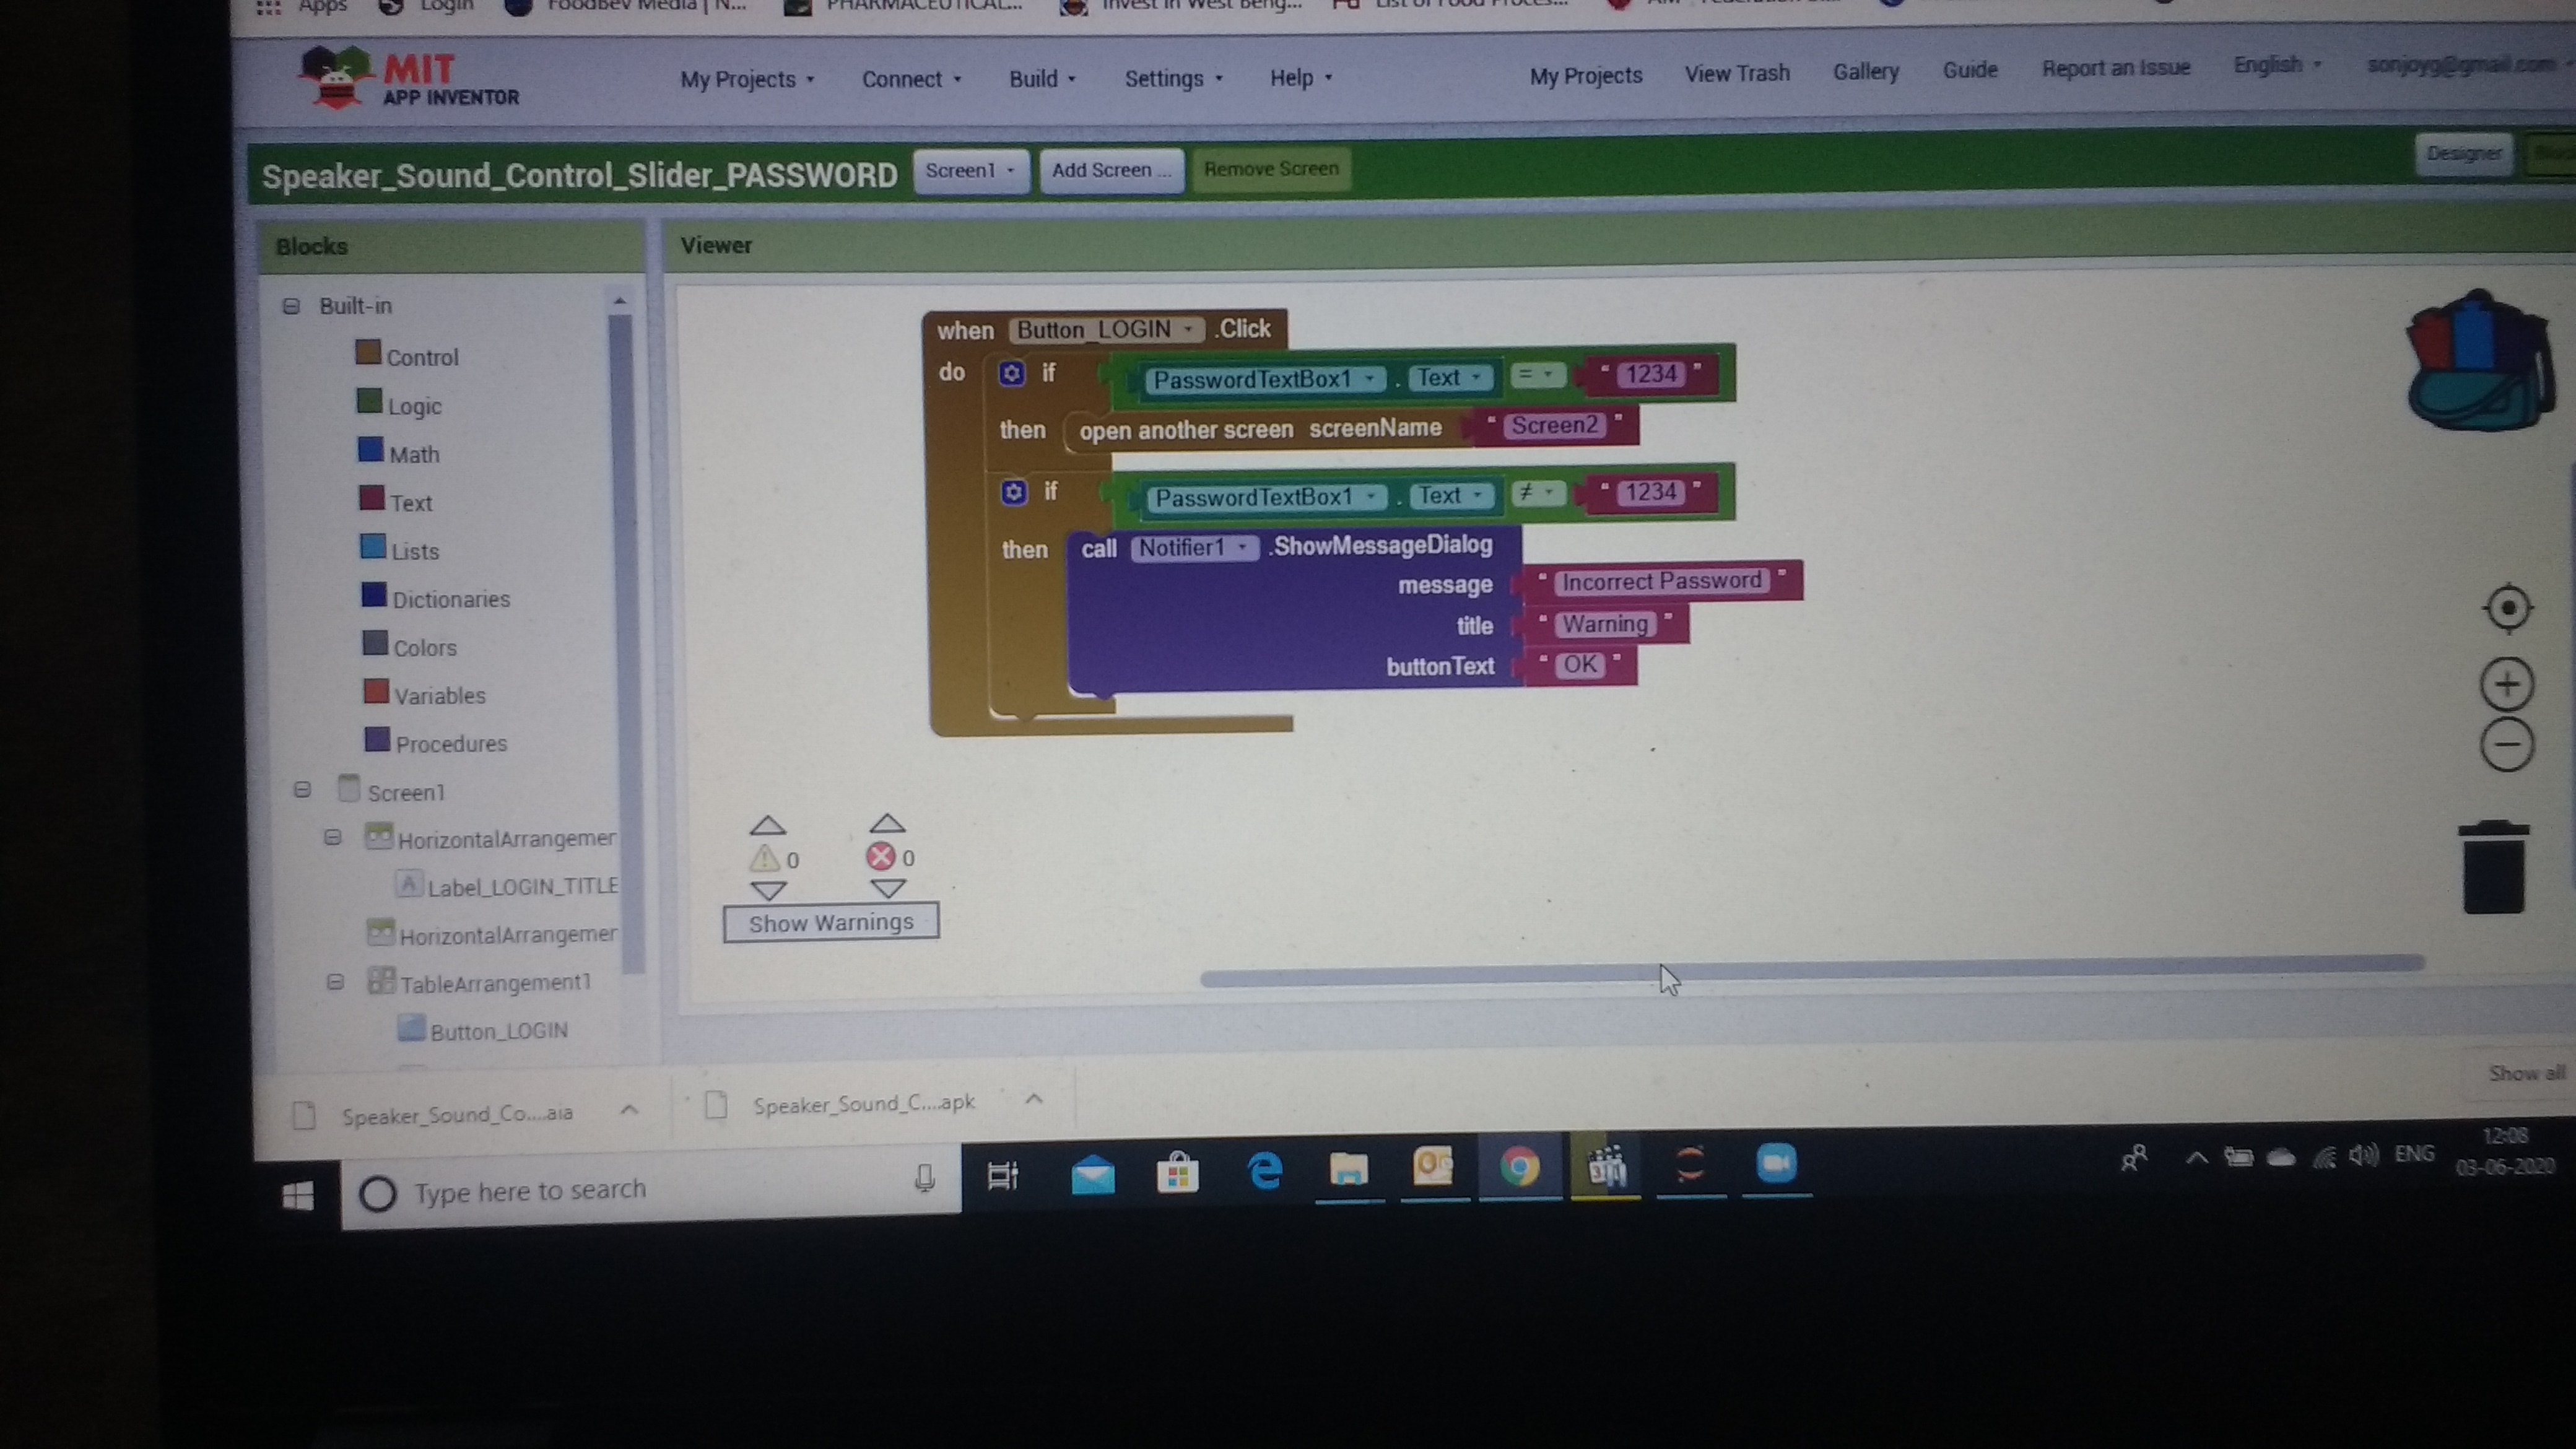 Apps Login FoodBev Media | N... PHARMACEUTICAL... Invest in West Beng... List of Food Proces...
MIT
APP INVENTOR
My Projects Connect Build Settings Help My Projects View Trash Gallery Guide Report an Issue English sonjoyg@gmail.com
Speaker_Sound_Control_Slider_PASSWORD Screen1 Add Screen ... Remove Screen Designer
Blocks
Viewer
Built-in
Control
Logic
Math
Text
Lists
Dictionaries
Colors
Variables
Procedures
Screen1
HorizontalArrangemer
Label_LOGIN_TITLE
HorizontalArrangemer
TableArrangement1
Button_LOGIN
when Button_LOGIN .Click
do if PasswordTextBox1 . Text = " 1234 "
then open another screen screenName " Screen2 "
if PasswordTextBox1 . Text ≠ " 1234 "
then call Notifier1 .ShowMessageDialog
message " Incorrect Password "
title " Warning "
buttonText " OK "
0 0
Show Warnings
Speaker_Sound_Co....aia Speaker_Sound_C....apk Show all
Type here to search
31
ENG
12:08
03-06-2020